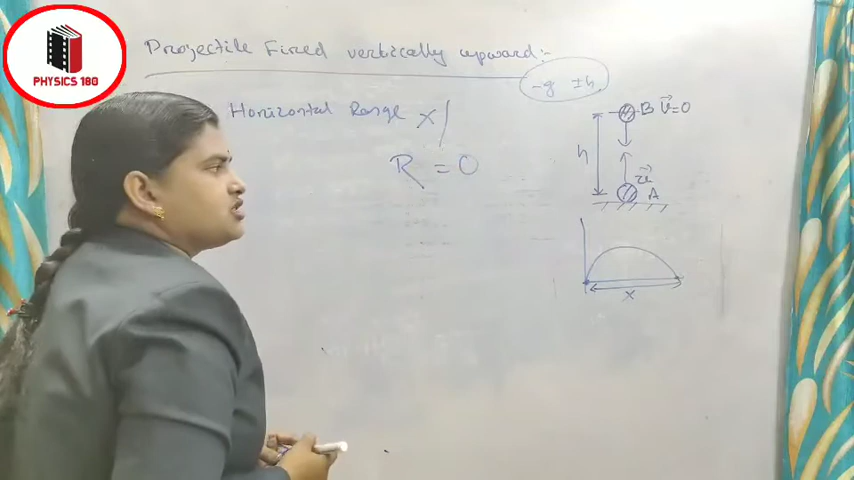 PHYSICS 180
Projectile Fired vertically upward:-
-g ±h
Horizontal Range x
R = 0
B v⃗=0
h
u⃗
A
x